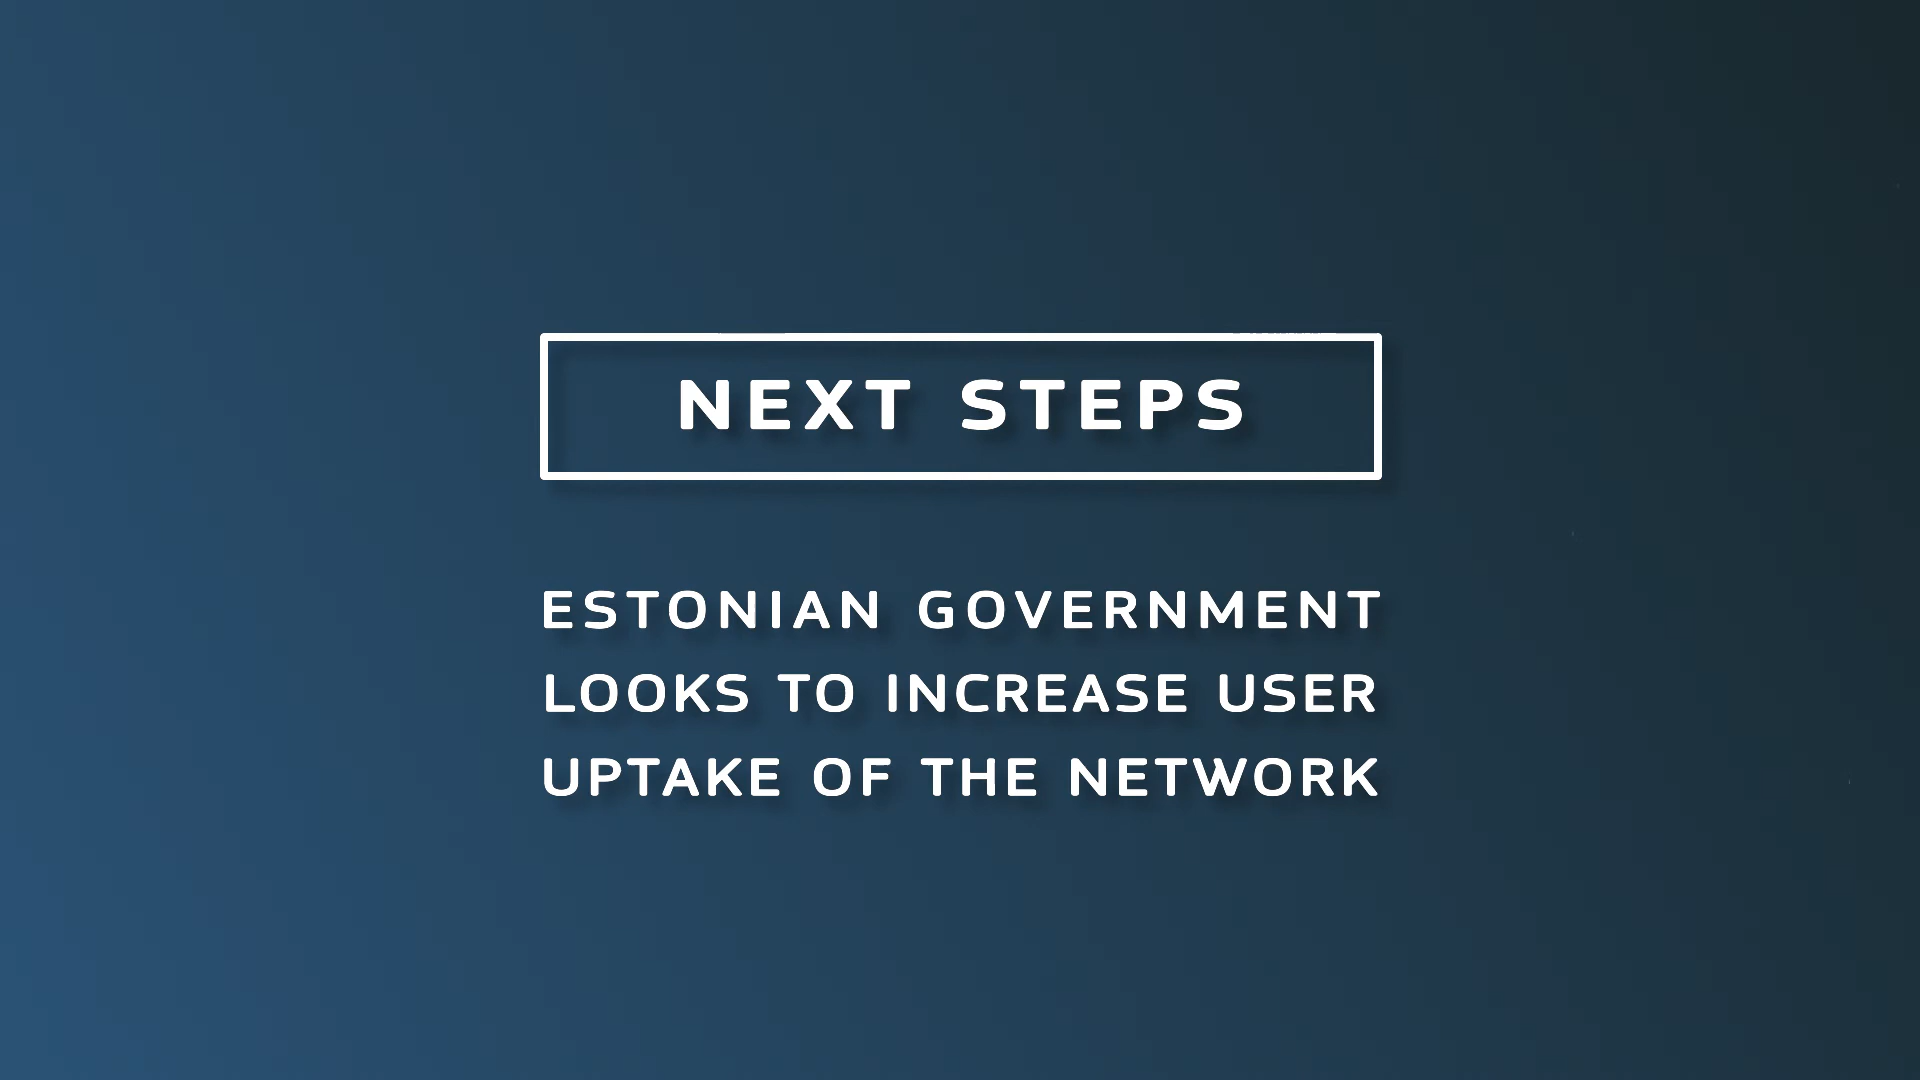 NEXT STEPS
ESTONIAN GOVERNMENT
LOOKS TO INCREASE USER
UPTAKE OF THE NETWORK